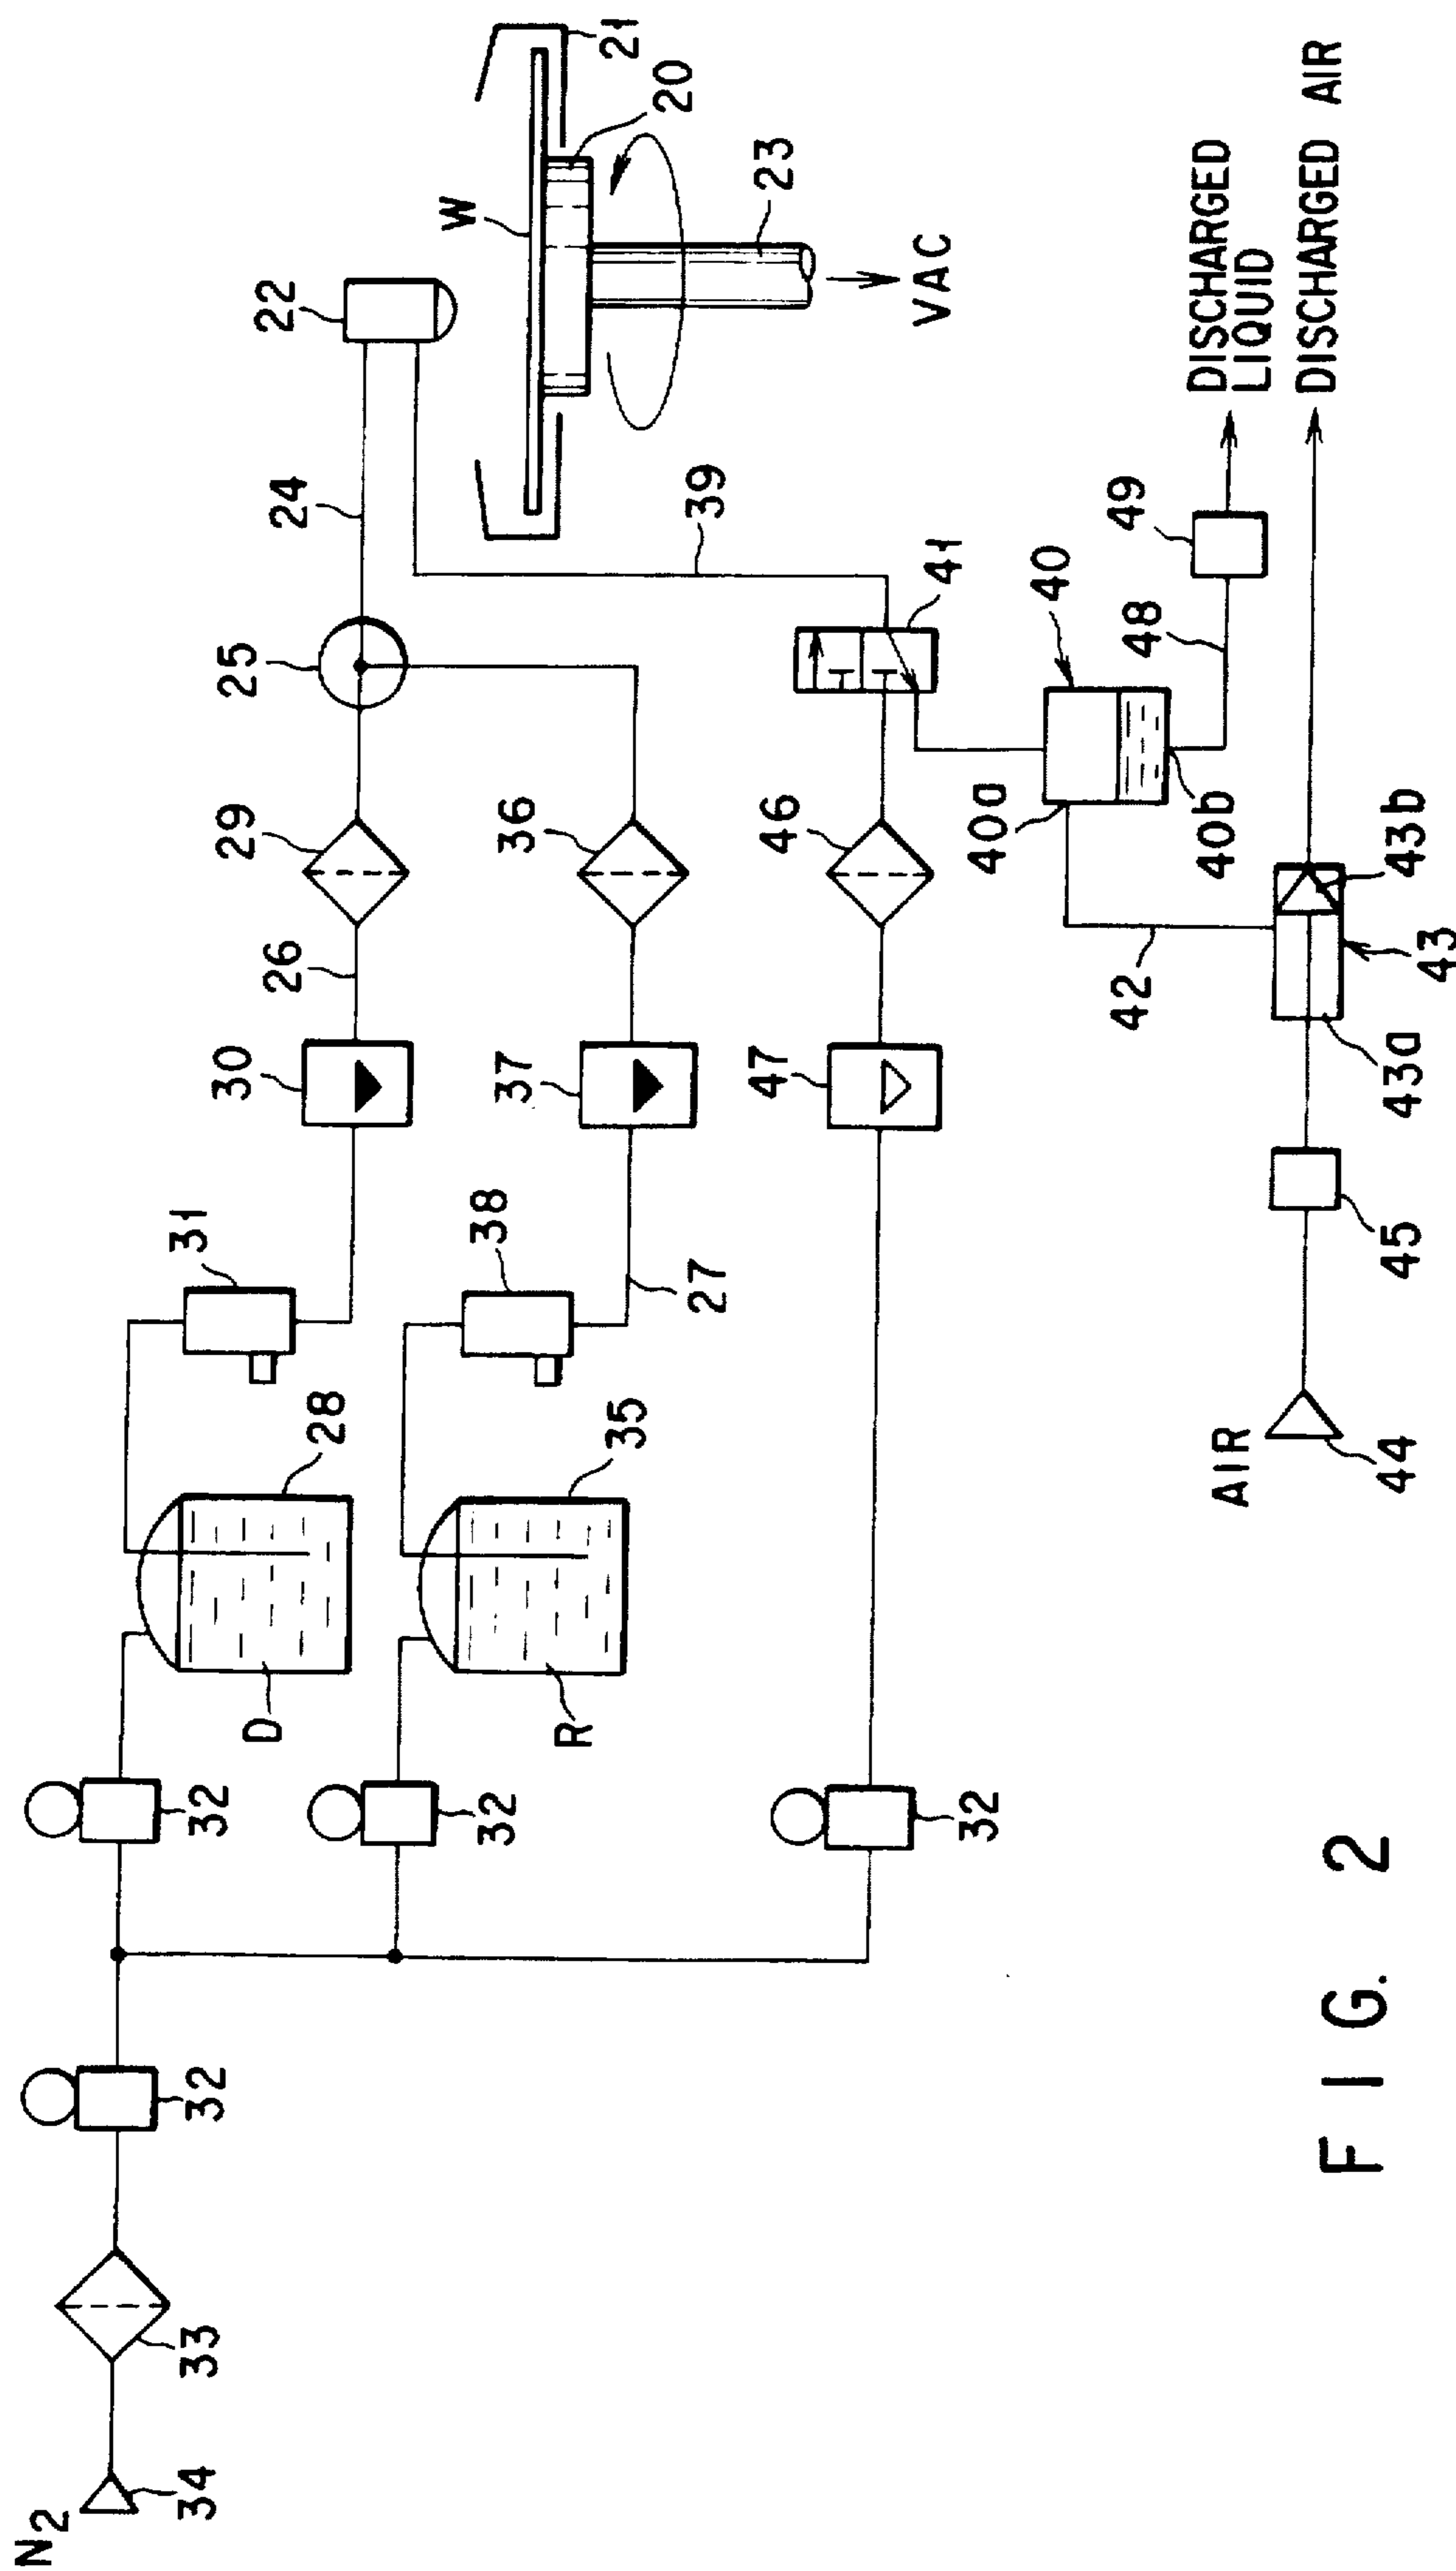 N2
34
33
32
32
32
32
D
R
28
35
31
38
27
30
37
47
26
29
36
46
25
24
22
39
41
W
21
20
23
VAC
40
40a
40b
48
49
42
43
43a
43b
45
AIR
44
DISCHARGED
LIQUID
DISCHARGED AIR
FIG. 2